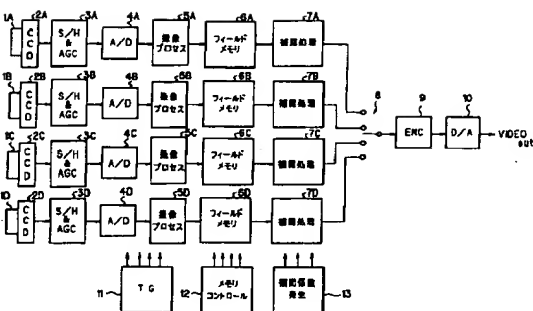 1A 2A 3A 4A 5A 6A 7A
CCD S/H & AGC A/D 撮像プロセス フィールドメモリ 補間処理
1B 2B 3B 4B 5B 6B 7B
CCD S/H & AGC A/D 撮像プロセス フィールドメモリ 補間処理
8 9 10
ENC D/A VIDEO out
1C 2C 3C 4C 5C 6C 7C
CCD S/H & AGC A/D 撮像プロセス フィールドメモリ 補間処理
1D 2D 3D 4D 5D 6D 7D
CCD S/H & AGC A/D 撮像プロセス フィールドメモリ 補間処理
11 TG 12 メモリコントロール 補間係数発生 13